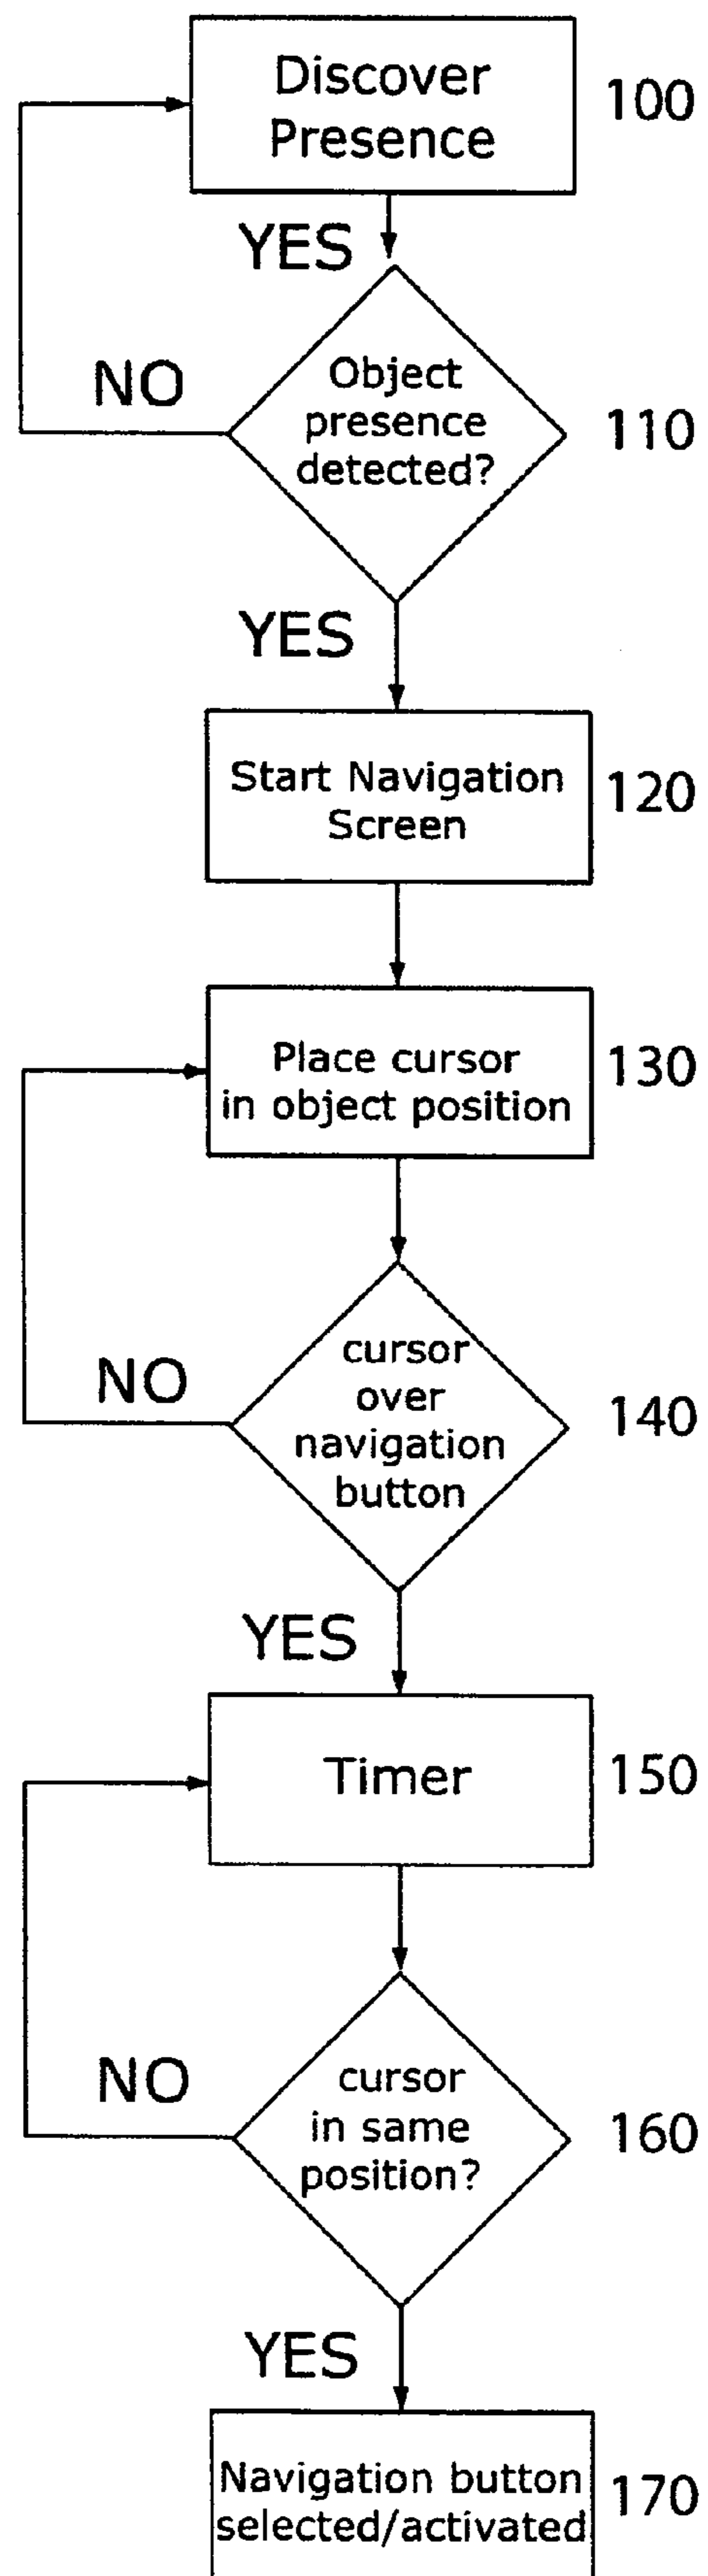 Discover
Presence
100
YES
NO
Object
presence
detected?
110
YES
Start Navigation
Screen
120
Place cursor
in object position
130
NO
cursor
over
navigation
button
140
YES
Timer
150
NO
cursor
in same
position?
160
YES
Navigation button
selected/activated
170